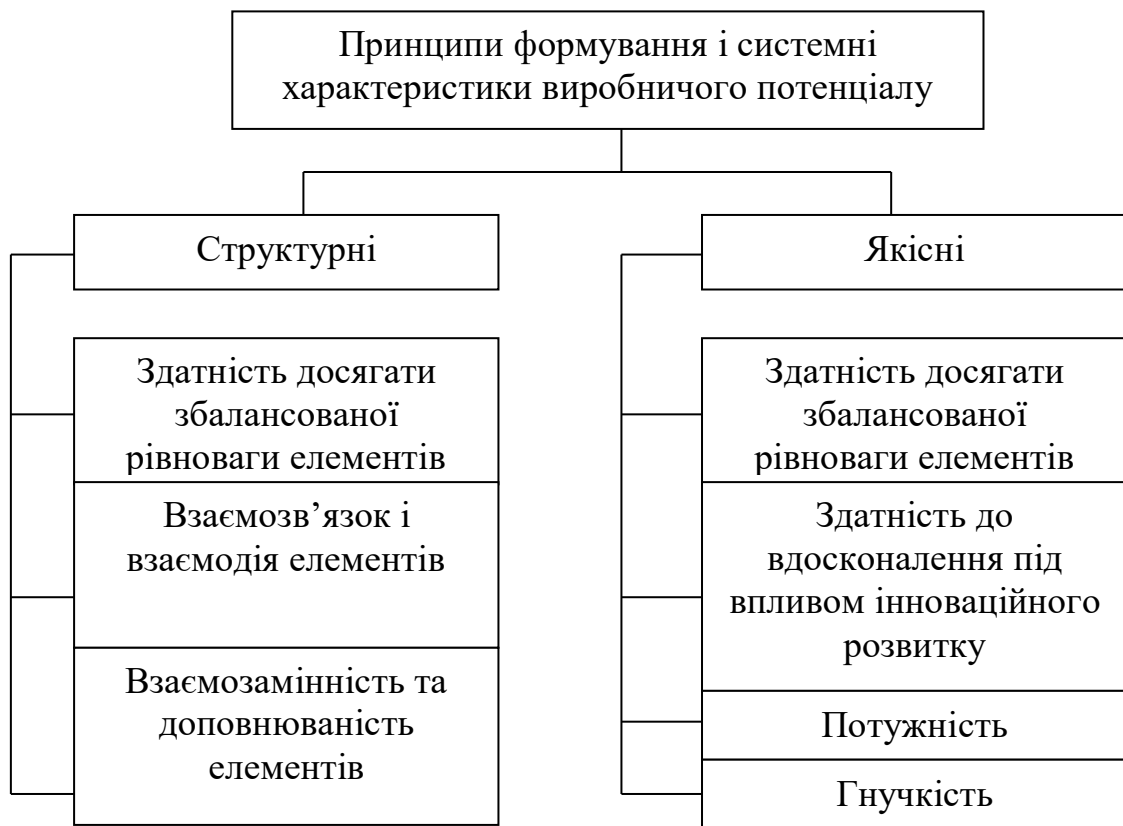 Принципи формування і системні
характеристики виробничого потенціалу
Структурні
Здатність досягати
збалансованої
рівноваги елементів
Взаємозв’язок і
взаємодія елементів
Взаємозамінність та
доповнюваність
елементів
Якісні
Здатність досягати
збалансованої
рівноваги елементів
Здатність до
вдосконалення під
впливом інноваційного
розвитку
Потужність
Гнучкість